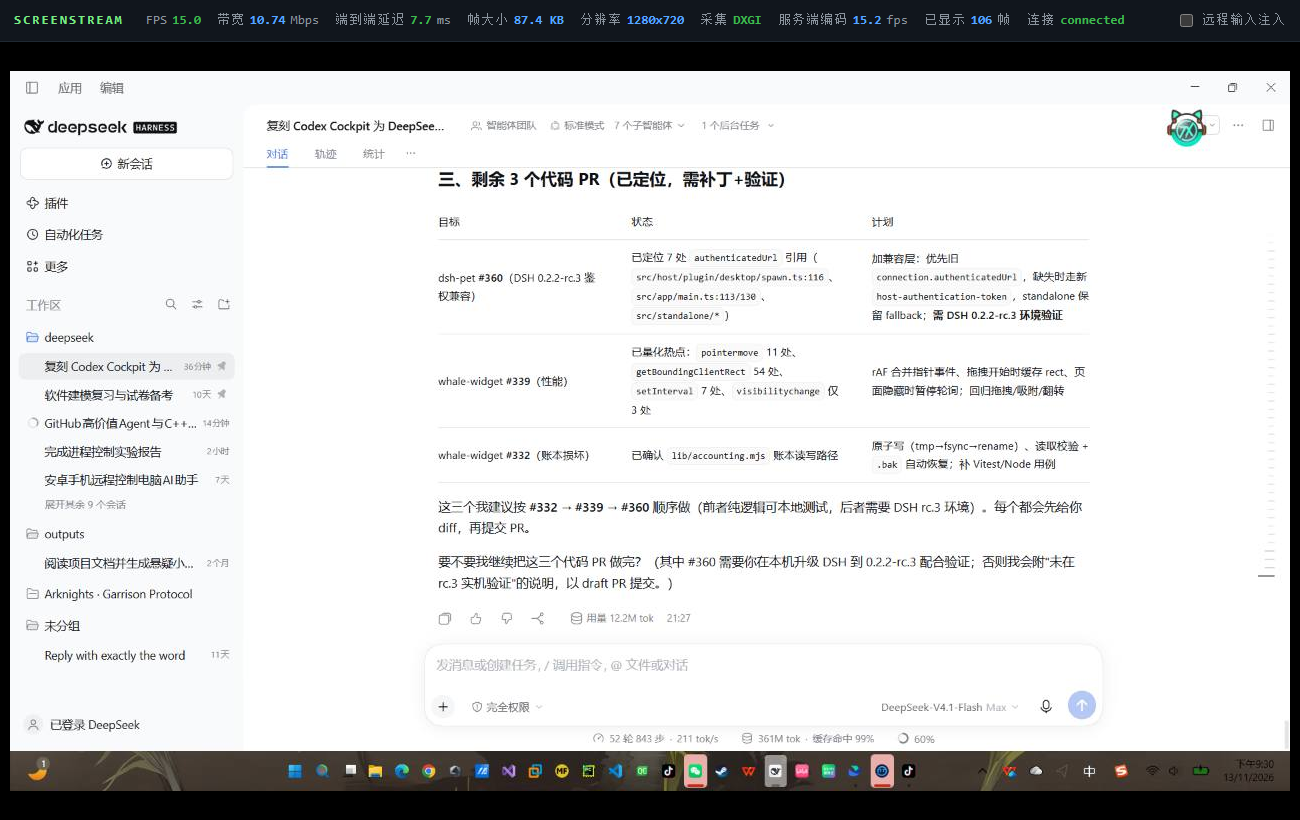 SCREENSTREAM FPS 15.0 带宽 10.74 Mbps 端到端延迟 7.7 ms 帧大小 87.4 KB 分辨率 1280x720 采集 DXGI 服务端编码 15.2 fps 已显示 106 帧 连接 connected 远程输入注入
应用 编辑
deepseek HARNESS
新会话
插件
自动化任务
更多
工作区
deepseek
复刻 Codex Cockpit 为 ... 36分钟
软件建模复习与试卷备考 10天
GitHub高价值Agent与C++... 14分钟
完成进程控制实验报告 2小时
安卓手机远程控制电脑AI助手 7天
展开其余 9 个会话
outputs
阅读项目文档并生成悬疑小... 2个月
Arknights · Garrison Protocol
未分组
Reply with exactly the word 11天
已登录 DeepSeek
复刻 Codex Cockpit 为 DeepSee... 智能体团队 标准模式 7 个子智能体 1 个后台任务
对话 轨迹 统计 ...
三、剩余 3 个代码 PR（已定位，需补丁+验证）
目标 状态 计划
dsh-pet #360（DSH 0.2.2-rc.3 鉴
权兼容）
已定位 7 处 authenticatedUrl 引用（
src/host/plugin/desktop/spawn.ts:116 、
src/app/main.ts:113/130 、
src/standalone/* ）
加兼容层：优先旧
connection.authenticatedUrl ，缺失时走新
host-authentication-token ，standalone 保
留 fallback；需 DSH 0.2.2-rc.3 环境验证
whale-widget #339（性能）
已量化热点： pointermove 11 处、
getBoundingClientRect 54 处、
setInterval 7 处、 visibilitychange 仅
3 处
rAF 合并指针事件、拖拽开始时缓存 rect、页
面隐藏时暂停轮询；回归拖拽/吸附/翻转
whale-widget #332（账本损坏）
已确认 lib/accounting.mjs 账本读写路径
原子写（tmp→fsync→rename）、读取校验 +
.bak 自动恢复；补 Vitest/Node 用例
这三个我建议按 #332 → #339 → #360 顺序做（前者纯逻辑可本地测试，后者需要 DSH rc.3 环境）。每个都会先给你
diff，再提交 PR。
要不要我继续把这三个代码 PR 做完？（其中 #360 需要你在本机升级 DSH 到 0.2.2-rc.3 配合验证；否则我会附"未在
rc.3 实机验证"的说明，以 draft PR 提交。）
用量 12.2M tok 21:27
发消息或创建任务, / 调用指令, @ 文件或对话
完全权限 DeepSeek-V4.1-Flash Max
52 轮 843 步 · 211 tok/s 361M tok · 缓存命中 99% 60%
1
中
下午9:30
13/11/2026